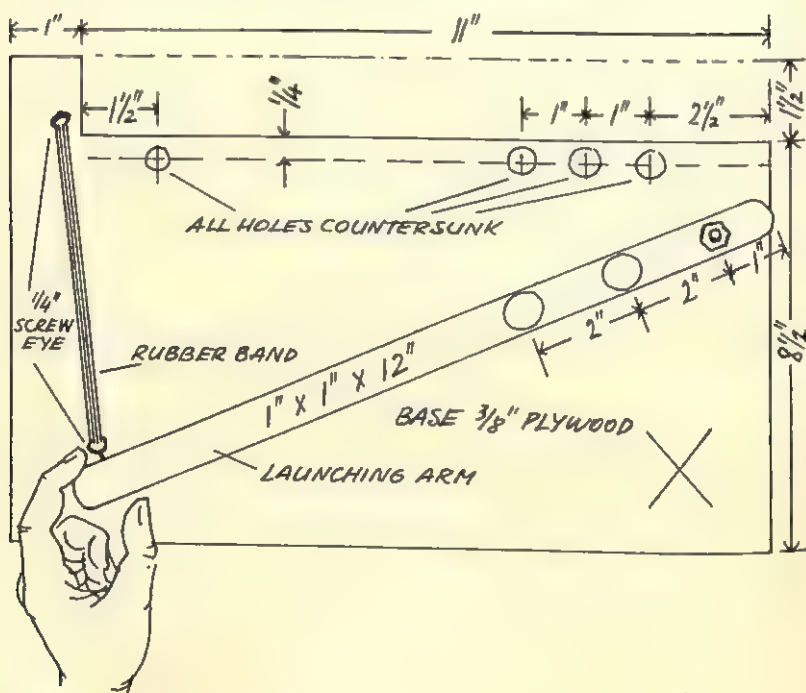 1"
11"
1½"
¼"
1"
1"
2½"
1½"
ALL HOLES COUNTERSUNK
¼"
SCREW
EYE
RUBBER BAND
2"
2"
1"
8½"
1" X 1" X 12"
BASE ⅜" PLYWOOD
LAUNCHING ARM